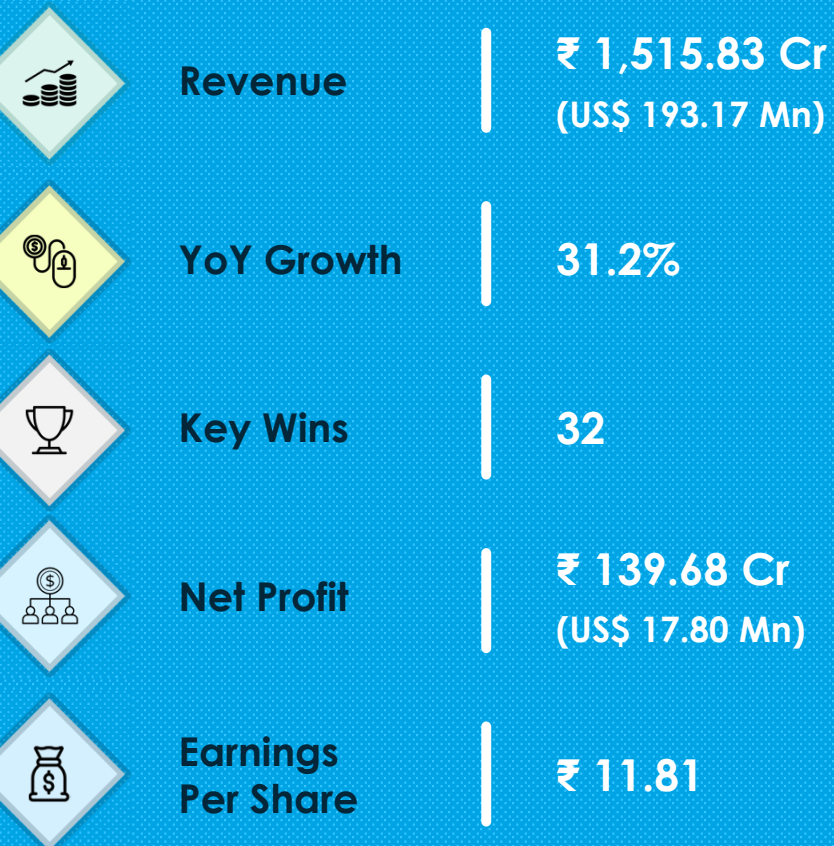 Revenue
₹ 1,515.83 Cr
(US$ 193.17 Mn)
YoY Growth
31.2%
Key Wins
32
Net Profit
₹ 139.68 Cr
(US$ 17.80 Mn)
Earnings
Per Share
₹ 11.81